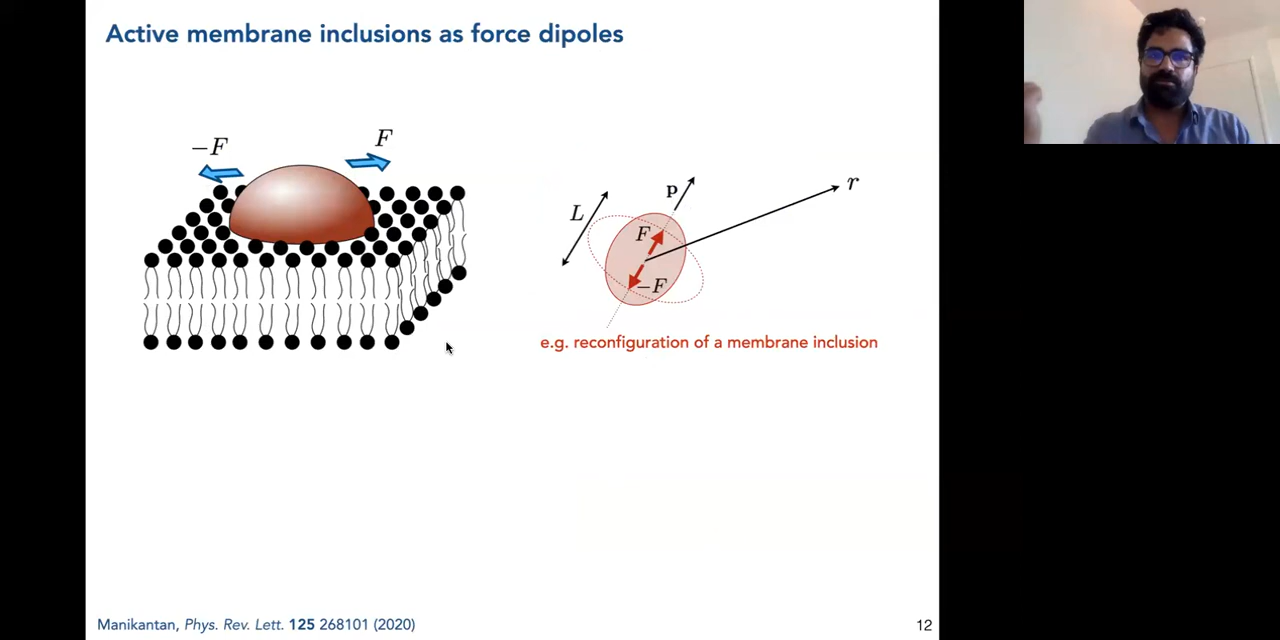 Active membrane inclusions as force dipoles
−F
F
L
p
r
F
−F
e.g. reconfiguration of a membrane inclusion
Manikantan, Phys. Rev. Lett. 125 268101 (2020)
12